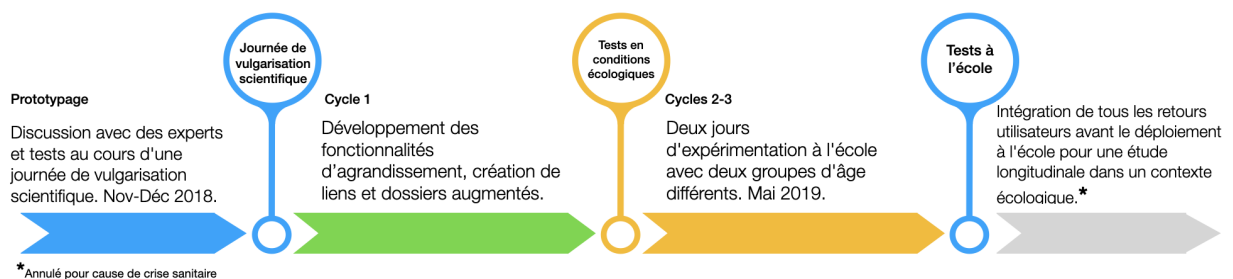 Journée de
vulgarisation
scientifique
Tests en
conditions
écologiques
Tests à
l'école
Prototypage
Discussion avec des experts
et tests au cours d'une
journée de vulgarisation
scientifique. Nov-Déc 2018.
Cycle 1
Développement des
fonctionnalités
d'agrandissement, création de
liens et dossiers augmentés.
Cycles 2-3
Deux jours
d'expérimentation à l'école
avec deux groupes d'âge
différents. Mai 2019.
Intégration de tous les retours
utilisateurs avant le déploiement
à l'école pour une étude
longitudinale dans un contexte
écologique.*
*Annulé pour cause de crise sanitaire